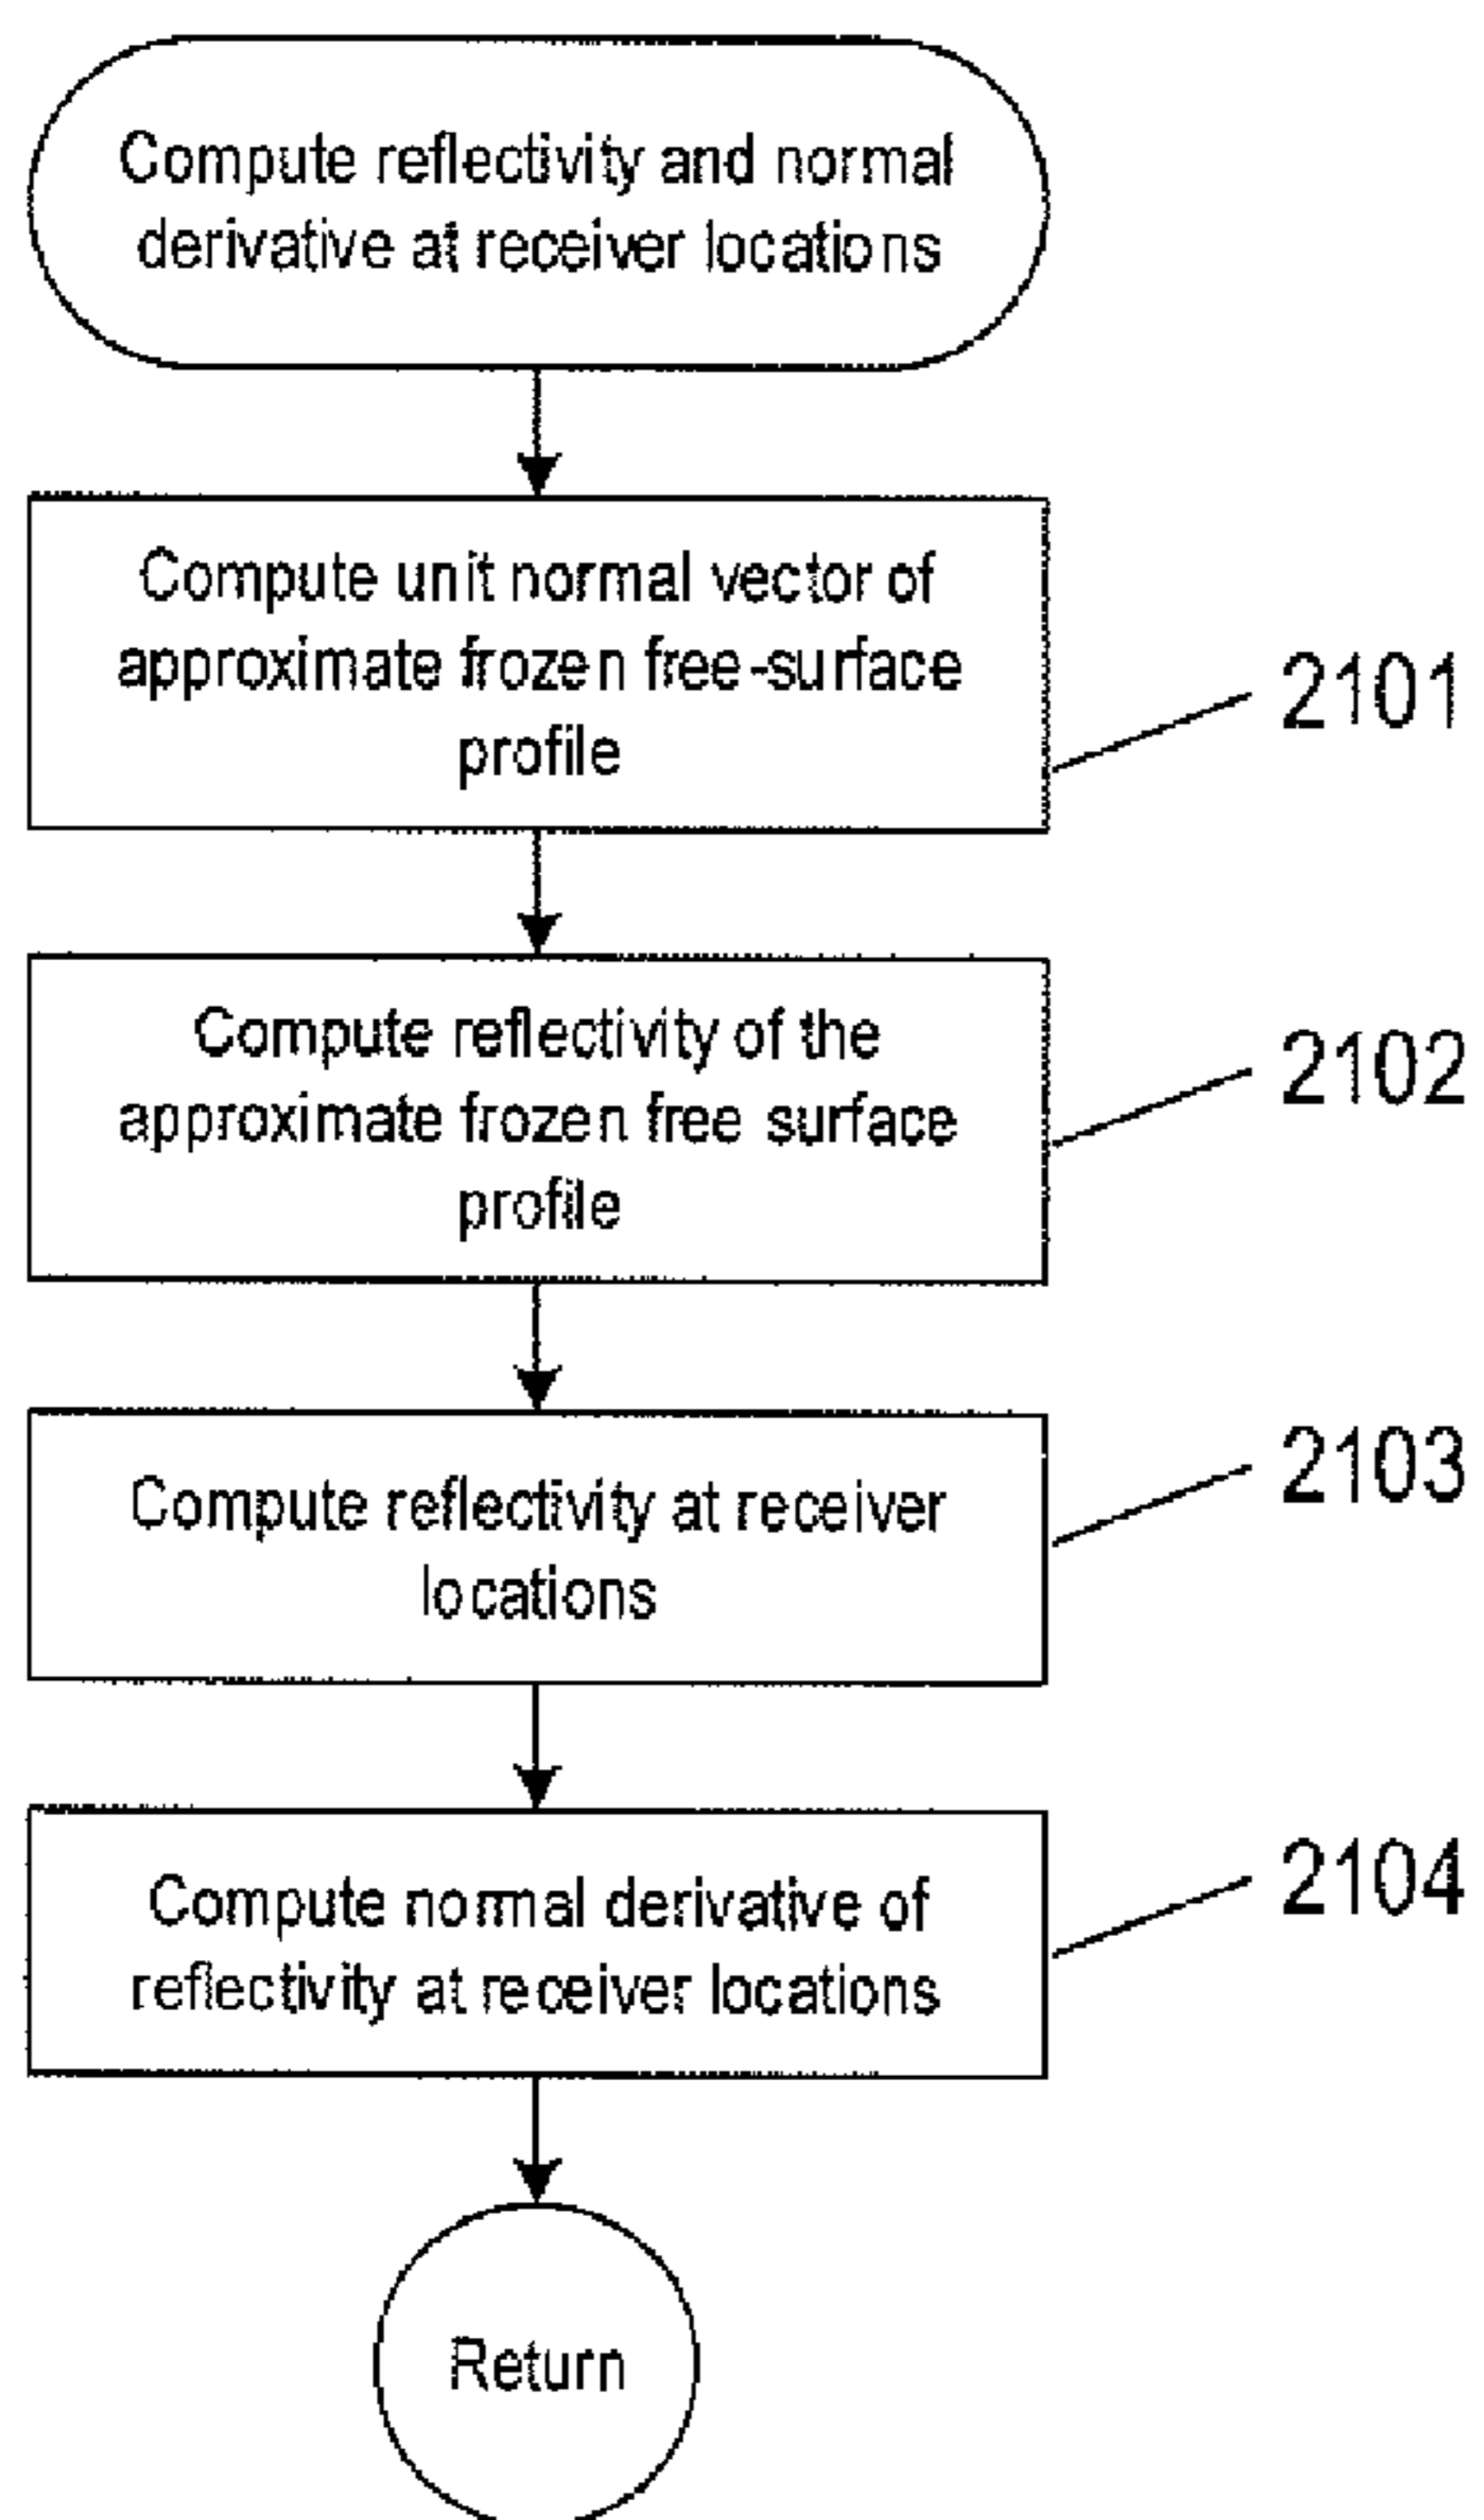 Compute reflectivity and normal
derivative at receiver locations
Compute unit normal vector of
approximate frozen free-surface
profile
2101
Compute reflectivity of the
approximate frozen free surface
profile
2102
Compute reflectivity at receiver
locations
2103
Compute normal derivative of
reflectivity at receiver locations
2104
Return